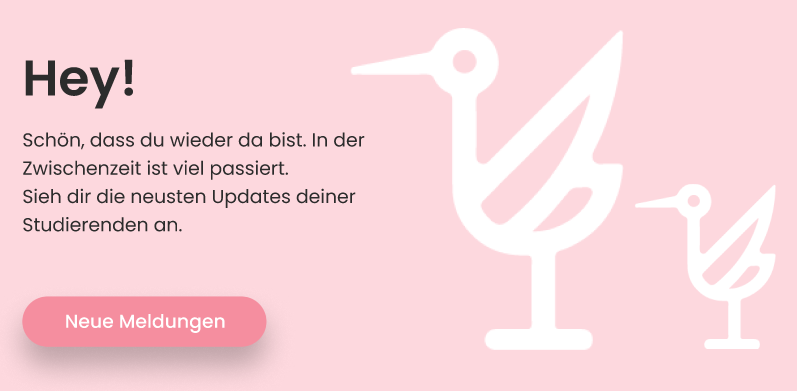 Hey!
Schön, dass du wieder da bist. In der
Zwischenzeit ist viel passiert.
Sieh dir die neusten Updates deiner
Studierenden an.
Neue Meldungen